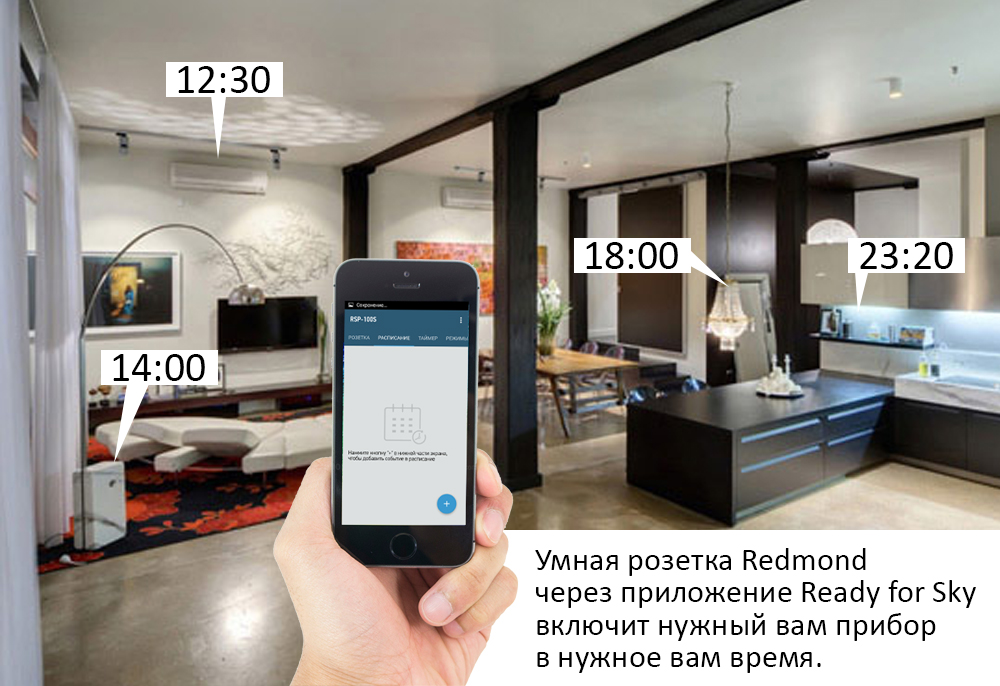 12:30
18:00
23:20
14:00
Сохранение...
RSP-100S
РОЗЕТКА РАСПИСАНИЕ ТАЙМЕР РЕЖИМЫ
Нажмите кнопку "+" в нижней части экрана,
чтобы добавить событие в расписание
+
Умная розетка Redmond
через приложение Ready for Sky
включит нужный вам прибор
в нужное вам время.